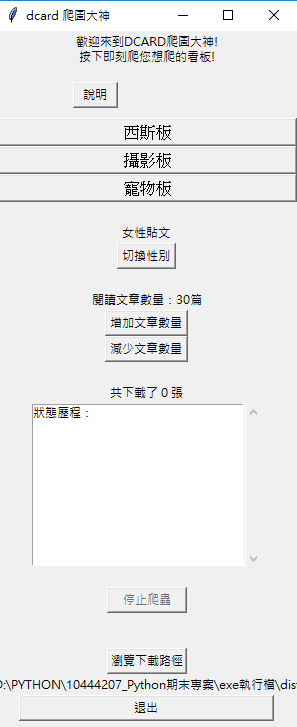 dcard 爬圖大神
歡迎來到DCARD爬圖大神!
按下即刻爬您想爬的看板!
說明
西斯板
攝影板
寵物板
女性貼文
切換性別
閱讀文章數量：30篇
增加文章數量
減少文章數量
共下載了 0 張
狀態歷程：
停止爬蟲
瀏覽下載路徑
D:\PYTHON\10444207_Python期末專案\exe執行檔\dist
退出